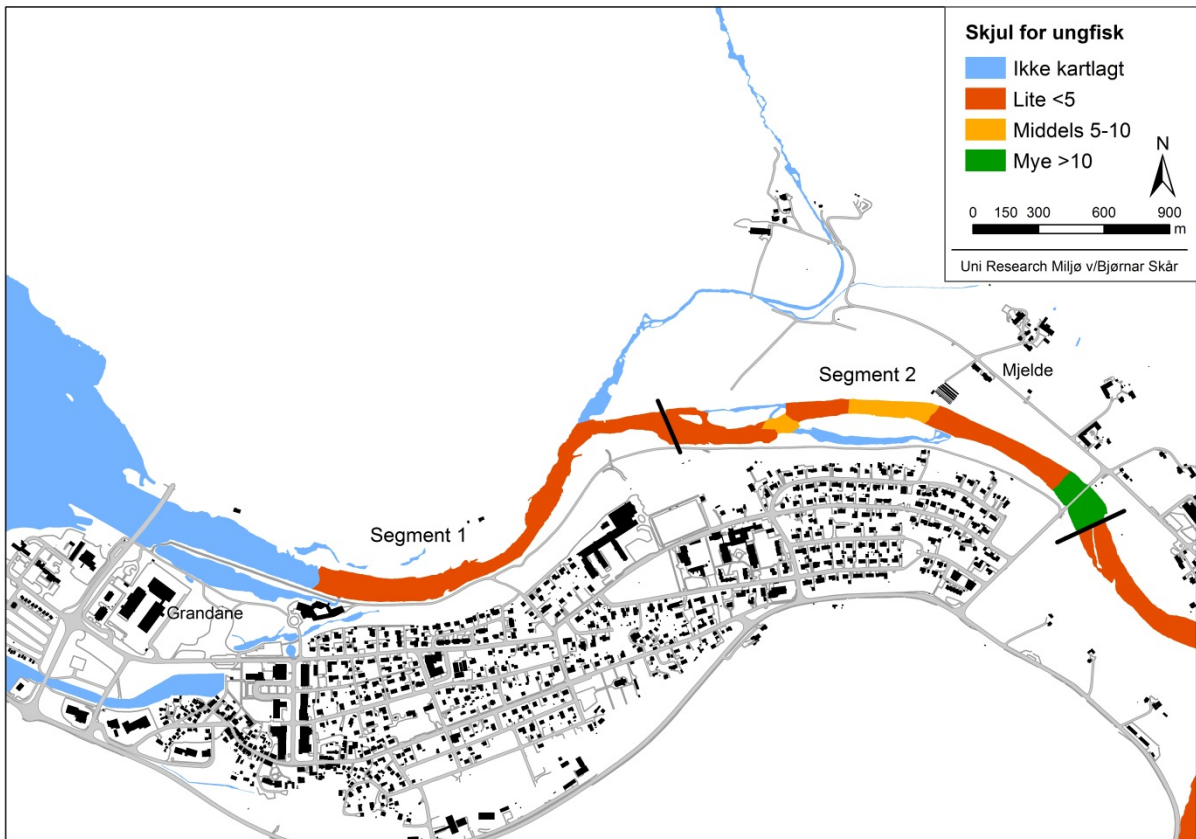 Skjul for ungfisk
Ikke kartlagt
Lite <5
Middels 5-10
Mye >10
N
0 150 300 600 900
m
Uni Research Miljø v/Bjørnar Skår
Mjelde
Segment 2
Segment 1
Grandane